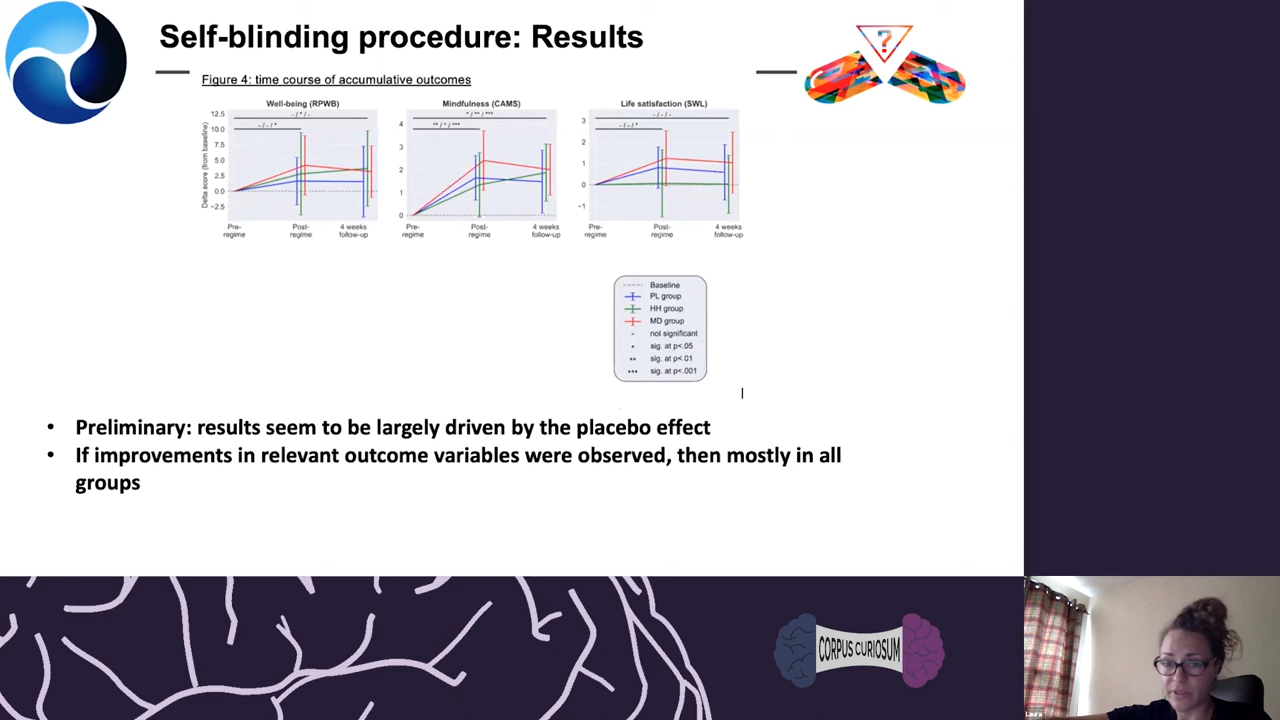 Self-blinding procedure: Results
?
Figure 4: time course of accumulative outcomes
Well-being (RPWB)
Mindfulness (CAMS)
Life satisfaction (SWL)
Delta score (from baseline)
12.5
10.0
7.5
5.0
2.5
0.0
−2.5
- / * / -
- / - / *
Pre-regime
Post-regime
4 weeks follow-up
4
3
2
1
0
* / ** / ***
** / * / ***
Pre-regime
Post-regime
4 weeks follow-up
3
2
1
0
−1
- / - / -
- / - / *
Pre-regime
Post-regime
4 weeks follow-up
Baseline
PL group
HH group
MD group
- not significant
* sig. at p<.05
** sig. at p<.01
*** sig. at p<.001
• Preliminary: results seem to be largely driven by the placebo effect
• If improvements in relevant outcome variables were observed, then mostly in all
groups
CORPUS CURIOSUM
Laura